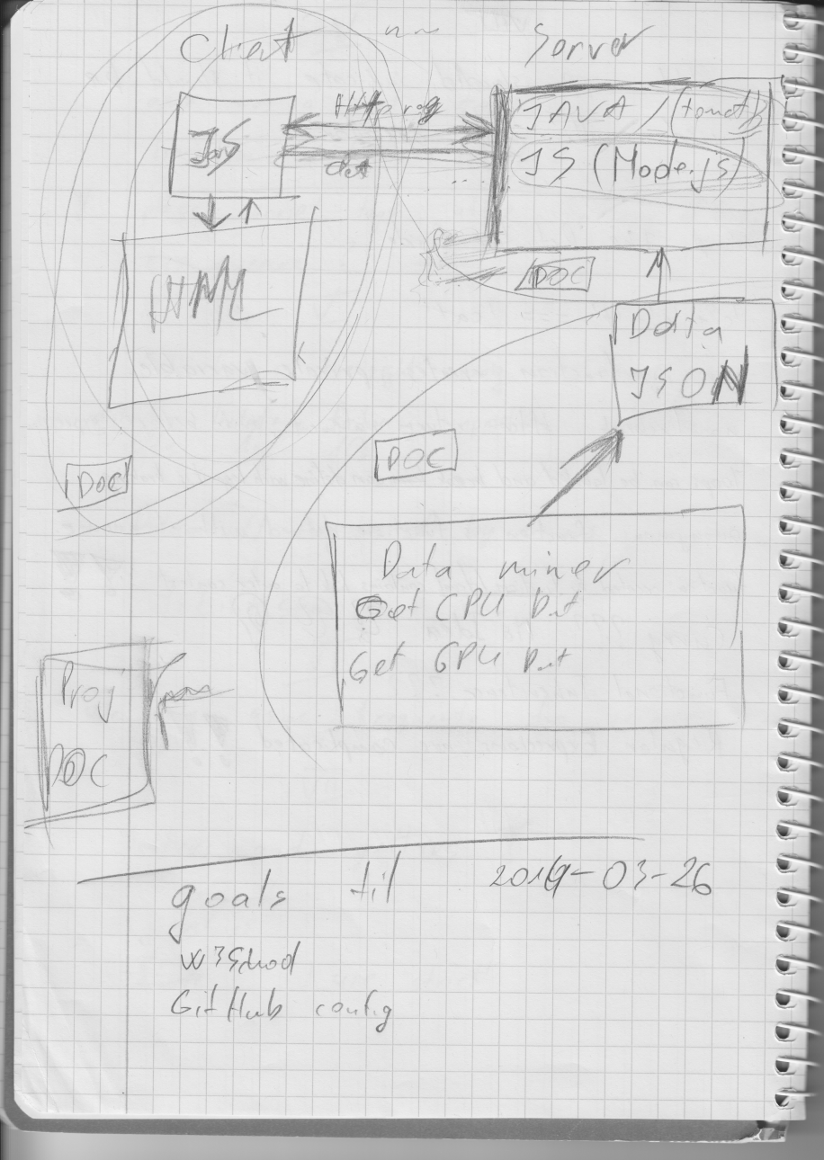 Client
Server
JS
Http req
dat
JAVA / (tomcat)
JS (Node.js)
HTML
DOC
Data
JSON
DOC
DOC
Data miner
Get CPU Dat
Get GPU Dat
Proj
DOC
goals til 2019-03-26
W3School
GitHub config